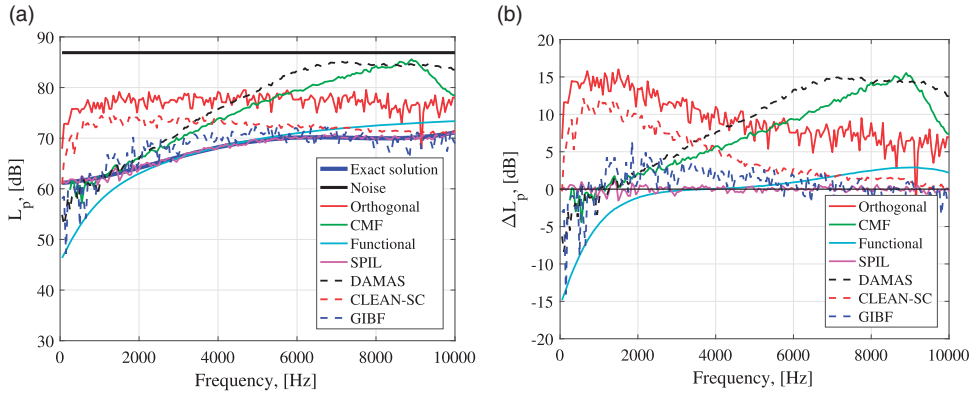 (a)
90
80
70
60
50
40
30
L_p, [dB]
0
2000
4000
6000
8000
10000
Frequency, [Hz]
Exact solution
Noise
Orthogonal
CMF
Functional
SPIL
DAMAS
CLEAN-SC
GIBF
(b)
20
15
10
5
0
-5
-10
-15
-20
ΔL_p, [dB]
0
2000
4000
6000
8000
10000
Frequency, [Hz]
Orthogonal
CMF
Functional
SPIL
DAMAS
CLEAN-SC
GIBF